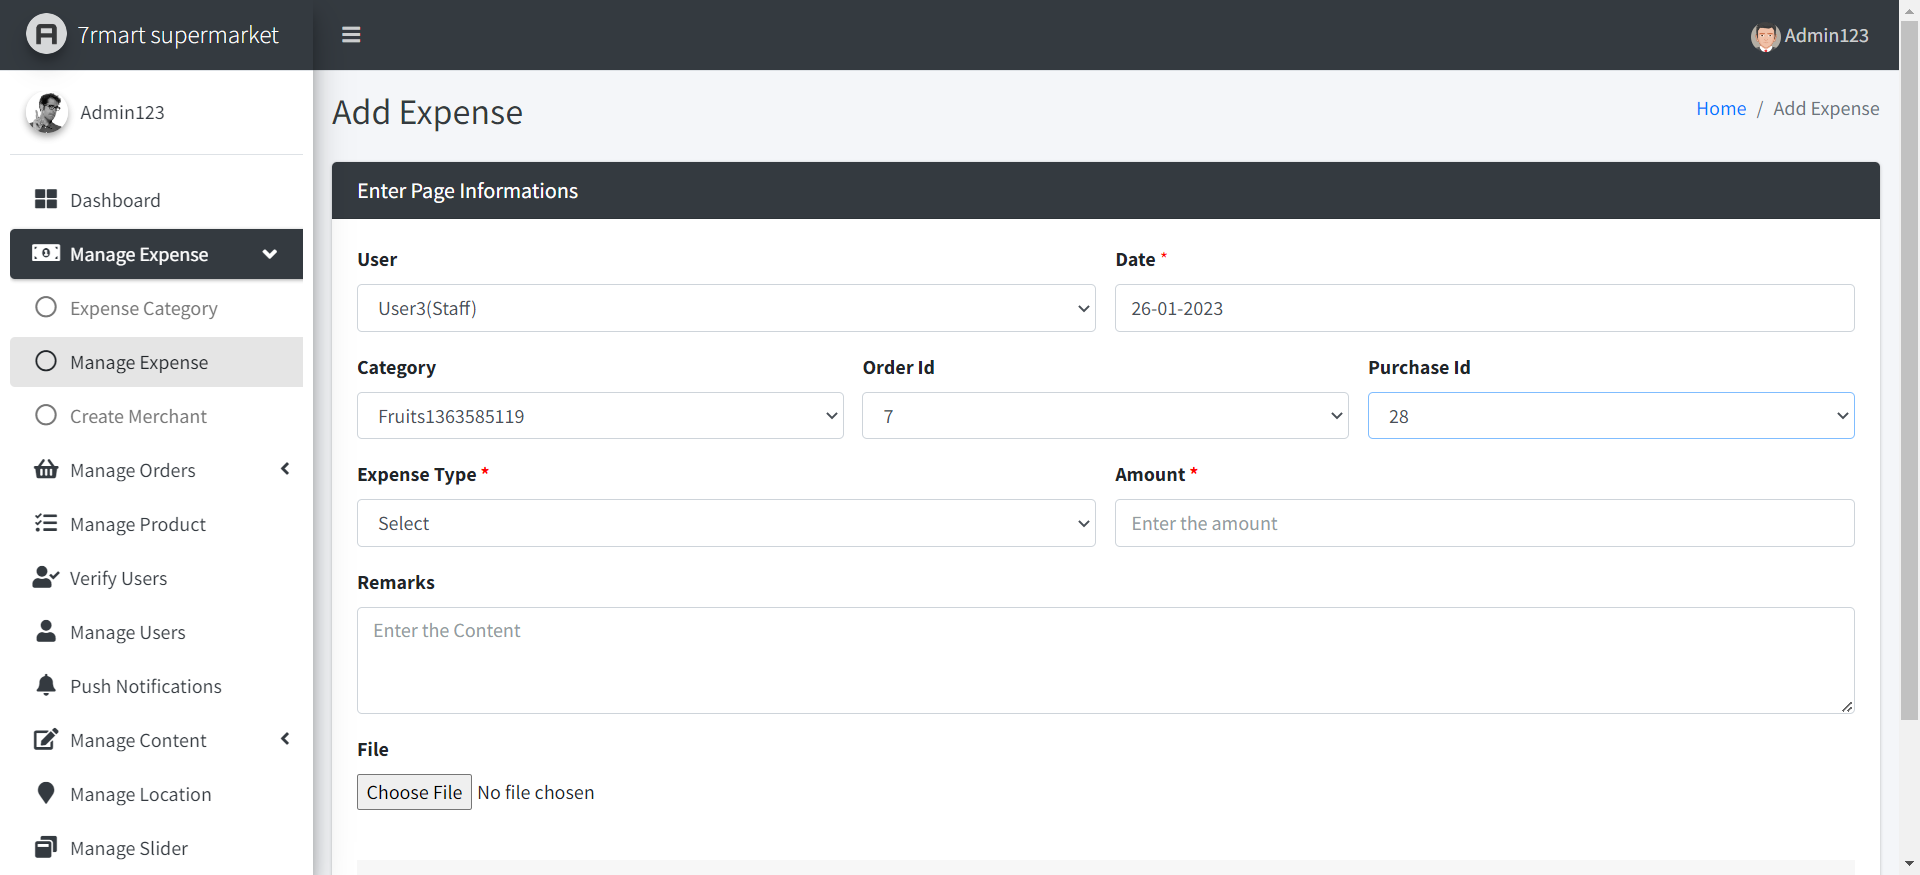 7rmart supermarket
Admin123
Admin123
Add Expense
Home / Add Expense
Dashboard
Manage Expense
Expense Category
Manage Expense
Create Merchant
Manage Orders
Manage Product
Verify Users
Manage Users
Push Notifications
Manage Content
Manage Location
Manage Slider
Enter Page Informations
User
Date *
User3(Staff)
26-01-2023
Category
Order Id
Purchase Id
Fruits1363585119
7
28
Expense Type *
Amount *
Select
Enter the amount
Remarks
Enter the Content
File
Choose File No file chosen